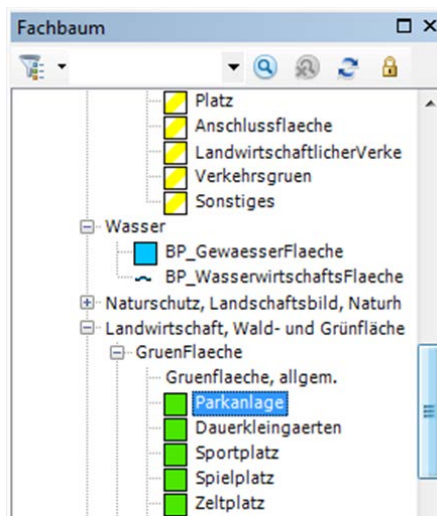 Fachbaum
Platz
Anschlussflaeche
LandwirtschaftlicherVerke
Verkehrsgruen
Sonstiges
Wasser
BP_GewaesserFlaeche
BP_WasserwirtschaftsFlaeche
Naturschutz, Landschaftsbild, Naturh
Landwirtschaft, Wald- und Grünfläche
GruenFlaeche
Gruenflaeche, allgem.
Parkanlage
Dauerkleingaerten
Sportplatz
Spielplatz
Zeltplatz